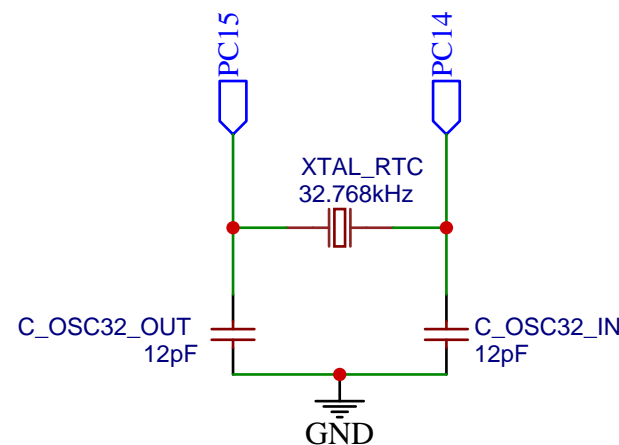 PC15
PC14
XTAL_RTC
32.768kHz
C_OSC32_OUT
12pF
C_OSC32_IN
12pF
GND